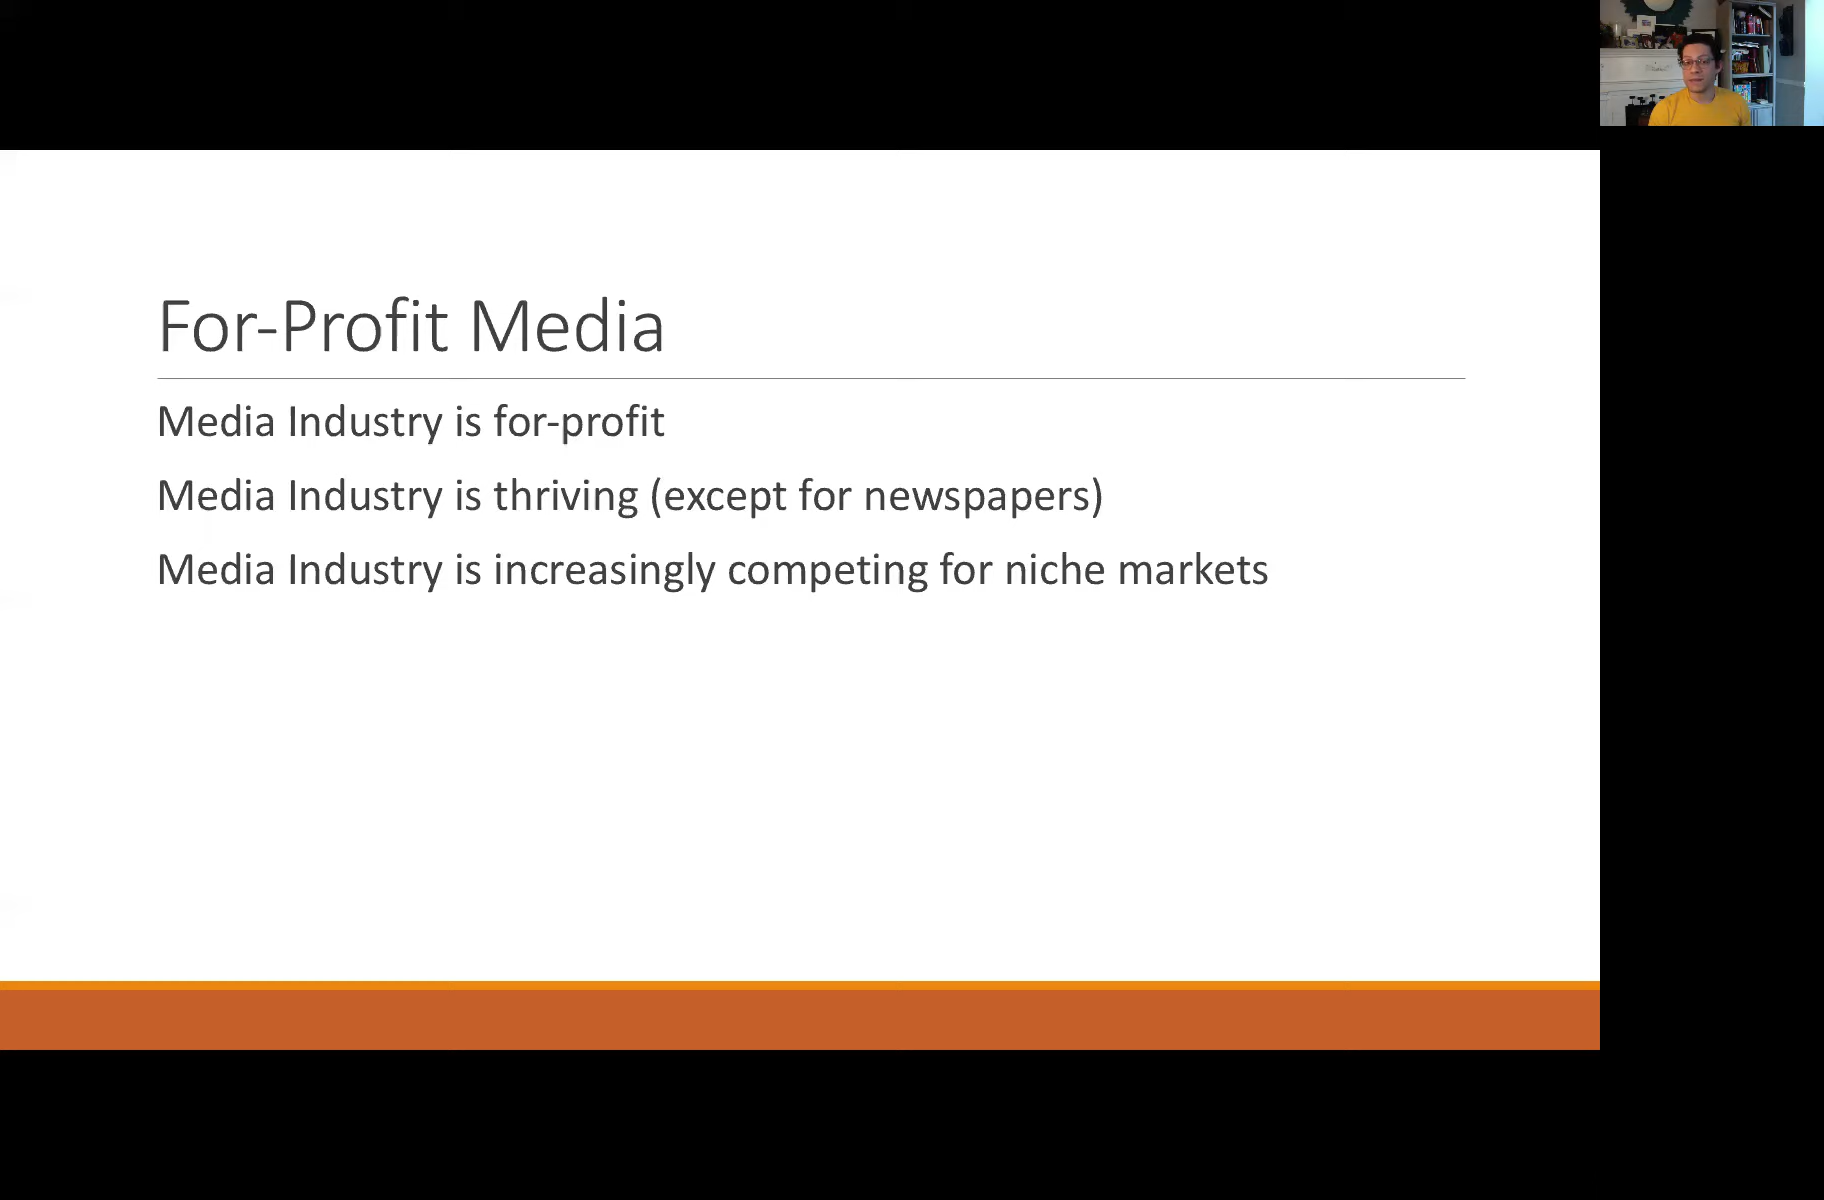 For-Profit Media
Media Industry is for-profit
Media Industry is thriving (except for newspapers)
Media Industry is increasingly competing for niche markets